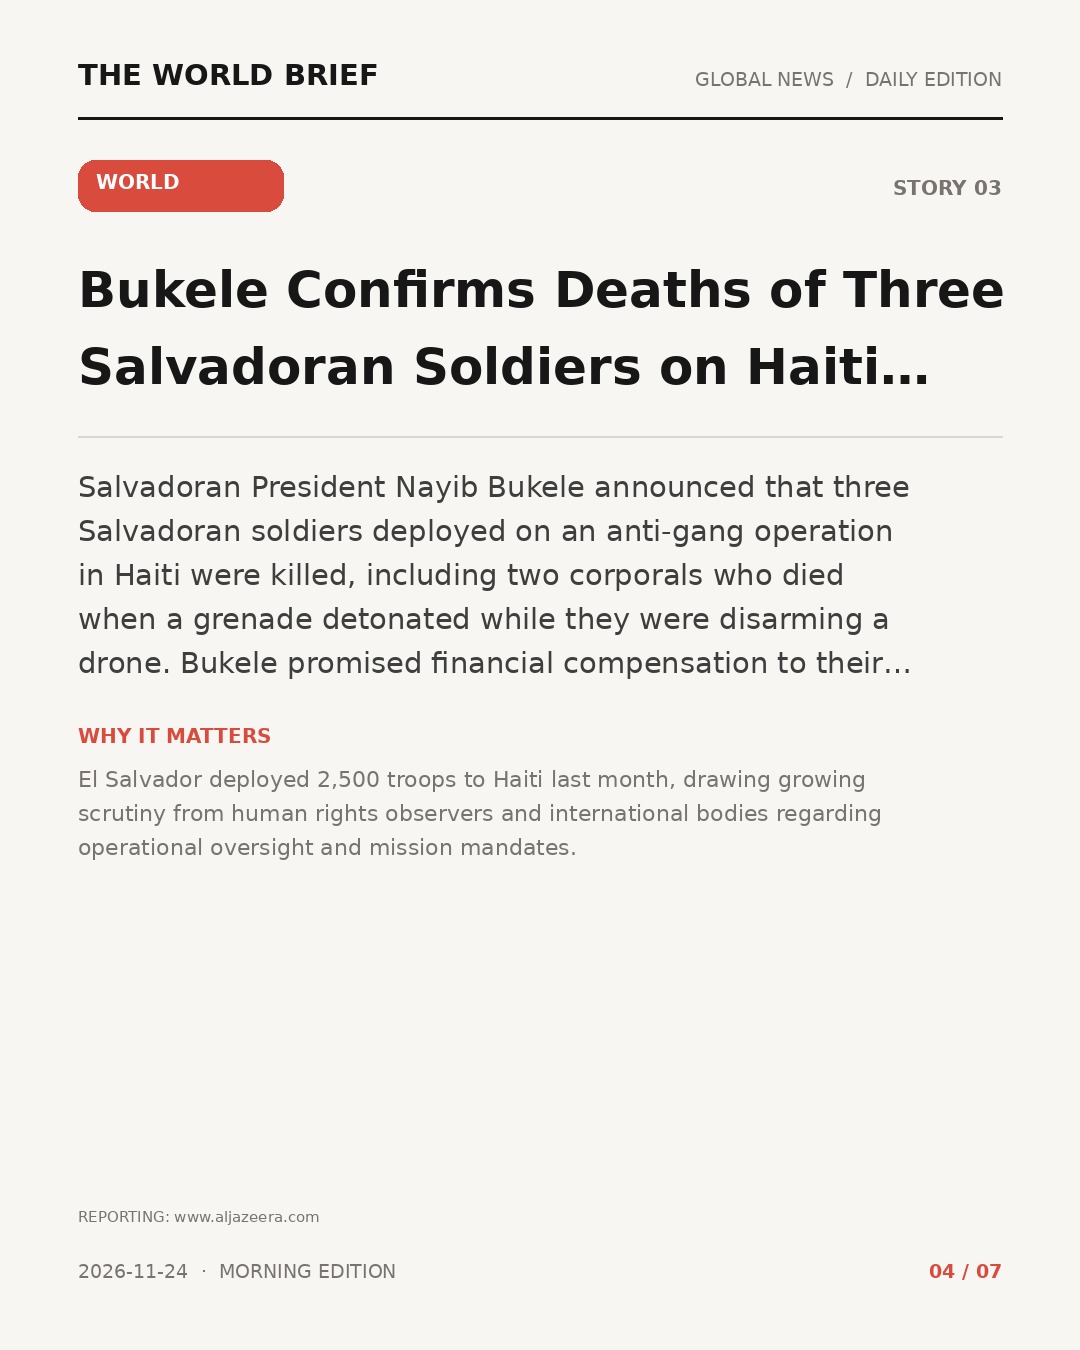 THE WORLD BRIEF
GLOBAL NEWS / DAILY EDITION
WORLD
STORY 03
Bukele Confirms Deaths of Three
Salvadoran Soldiers on Haiti…
Salvadoran President Nayib Bukele announced that three
Salvadoran soldiers deployed on an anti-gang operation
in Haiti were killed, including two corporals who died
when a grenade detonated while they were disarming a
drone. Bukele promised financial compensation to their…
WHY IT MATTERS
El Salvador deployed 2,500 troops to Haiti last month, drawing growing
scrutiny from human rights observers and international bodies regarding
operational oversight and mission mandates.
REPORTING: www.aljazeera.com
2026-11-24 · MORNING EDITION
04 / 07